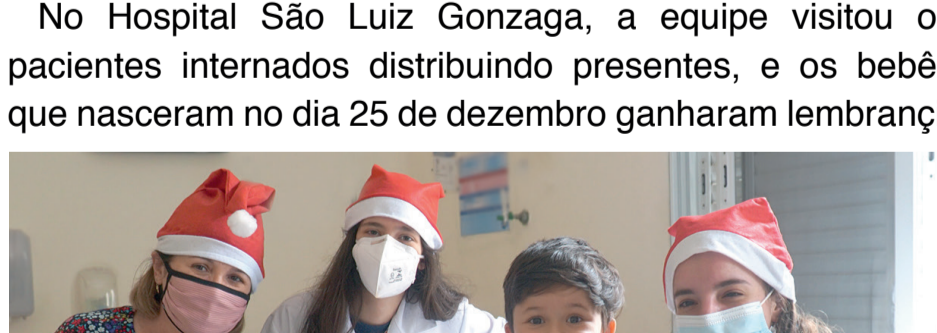 No Hospital São Luiz Gonzaga, a equipe visitou o
pacientes internados distribuindo presentes, e os bebê
que nasceram no dia 25 de dezembro ganharam lembranç